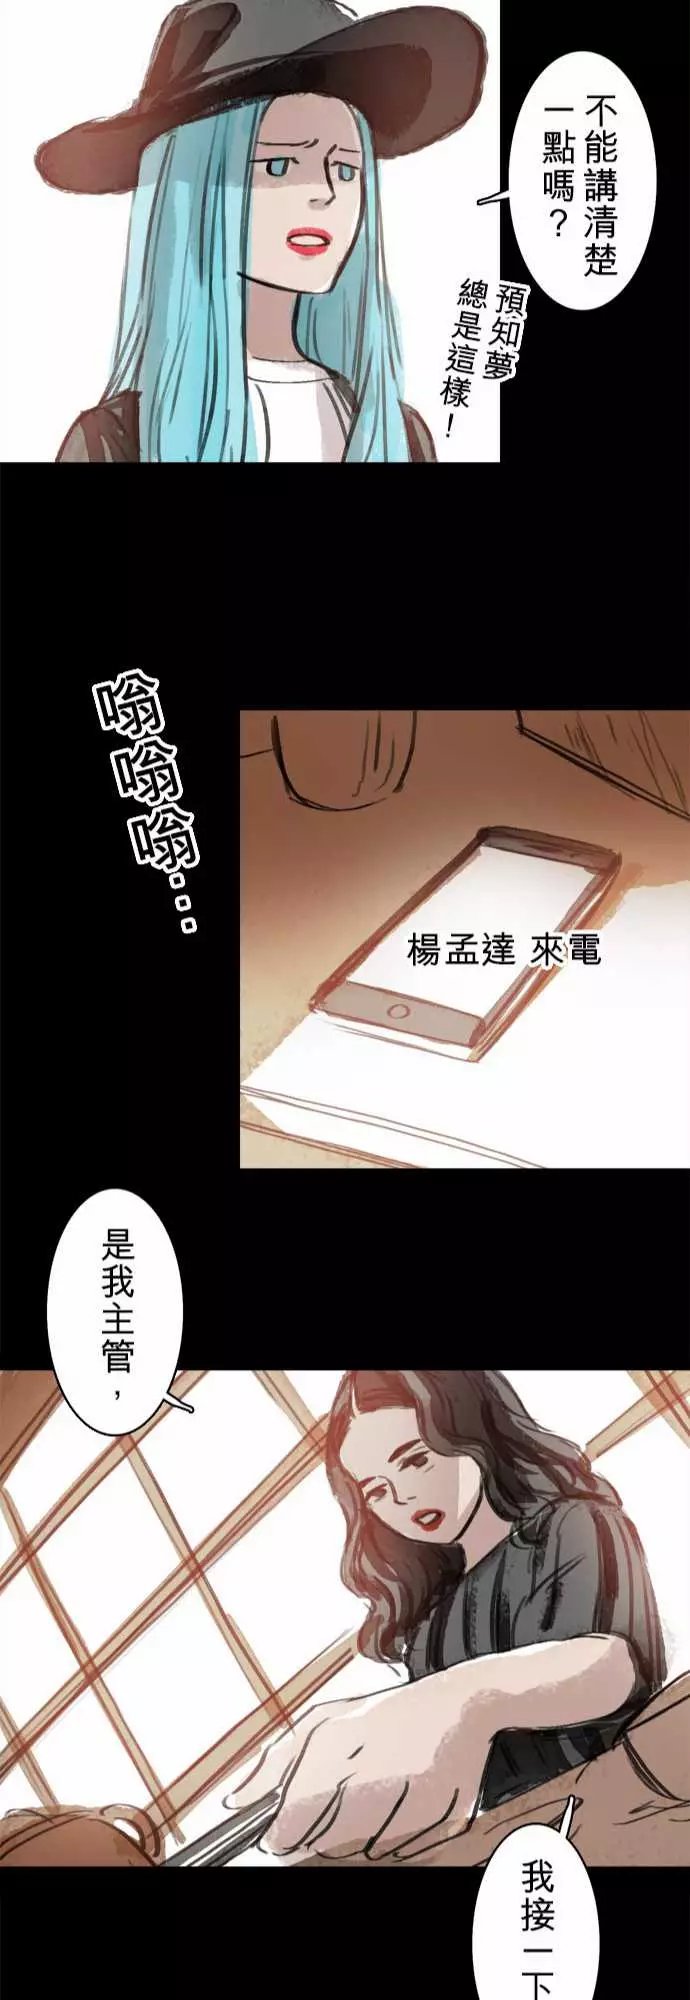 不能講清楚
一點嗎？
預知夢
總是這樣！
嗡嗡嗡...
楊孟達 來電
是我主管，
我接一下